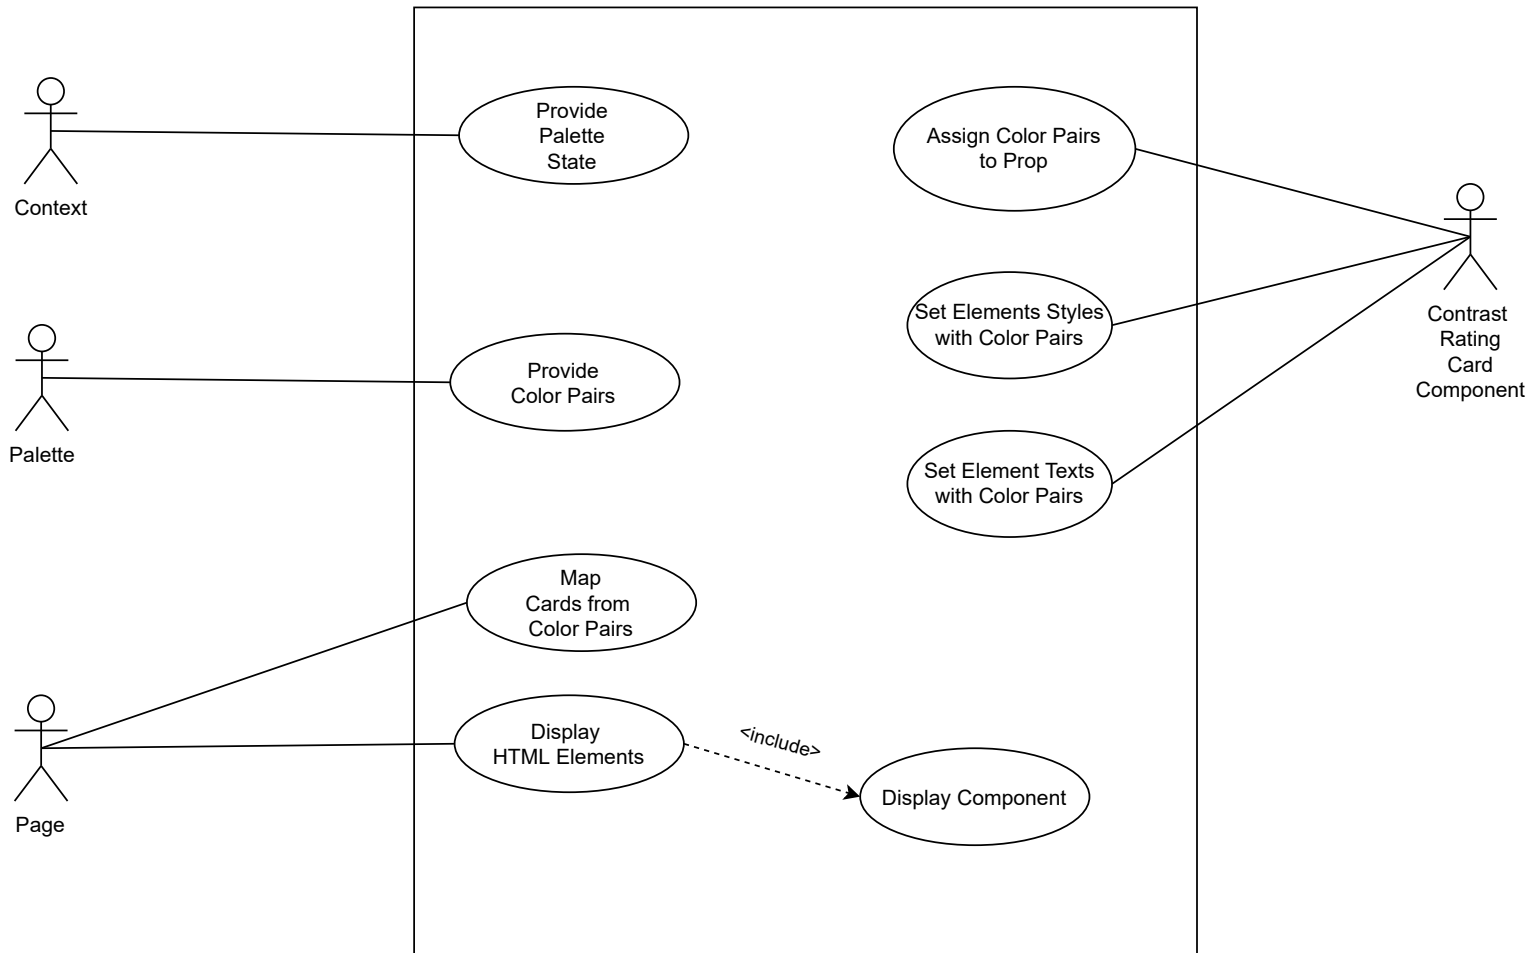 Provide
Palette
State
Assign Color Pairs
to Prop
Context
Set Elements Styles
with Color Pairs
Contrast
Rating
Card
Component
Provide
Color Pairs
Palette
Set Element Texts
with Color Pairs
Map
Cards from
Color Pairs
Display
HTML Elements
<include>
Display Component
Page